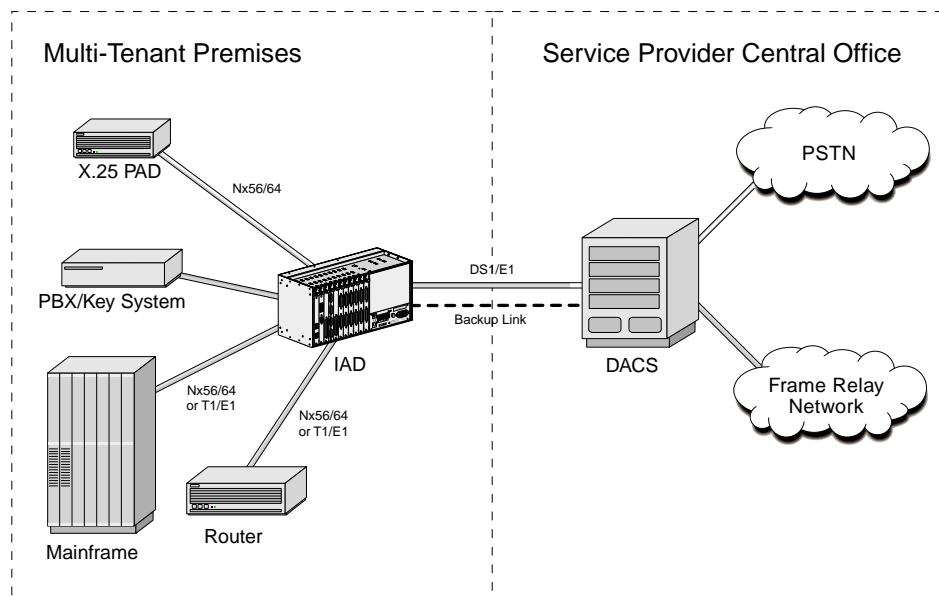 Multi-Tenant Premises
Service Provider Central Office
X.25 PAD
Nx56/64
PSTN
PBX/Key System
DS1/E1
Backup Link
IAD
DACS
Nx56/64
or T1/E1
Nx56/64
or T1/E1
Frame Relay
Network
Router
Mainframe